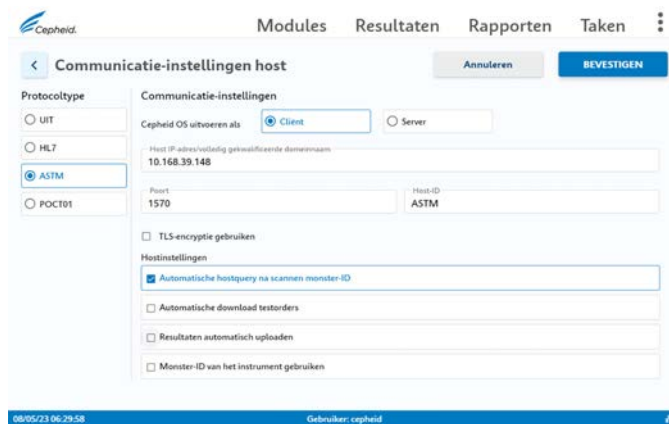 Cepheid.
Modules Resultaten Rapporten Taken
Communicatie-instellingen host
Annuleren
BEVESTIGEN
Protocoltype
UIT
HL7
ASTM
POCT01
Communicatie-instellingen
Cepheid OS uitvoeren als
Client
Server
Host IP-adres/volledig gekwalificeerde domeinnaam
10.168.39.148
Poort
1570
Host-ID
ASTM
TLS-encryptie gebruiken
Hostinstellingen
Automatische hostquery na scannen monster-ID
Automatische download testorders
Resultaten automatisch uploaden
Monster-ID van het instrument gebruiken
08/05/23 06:29:58
Gebruiker: cepheid